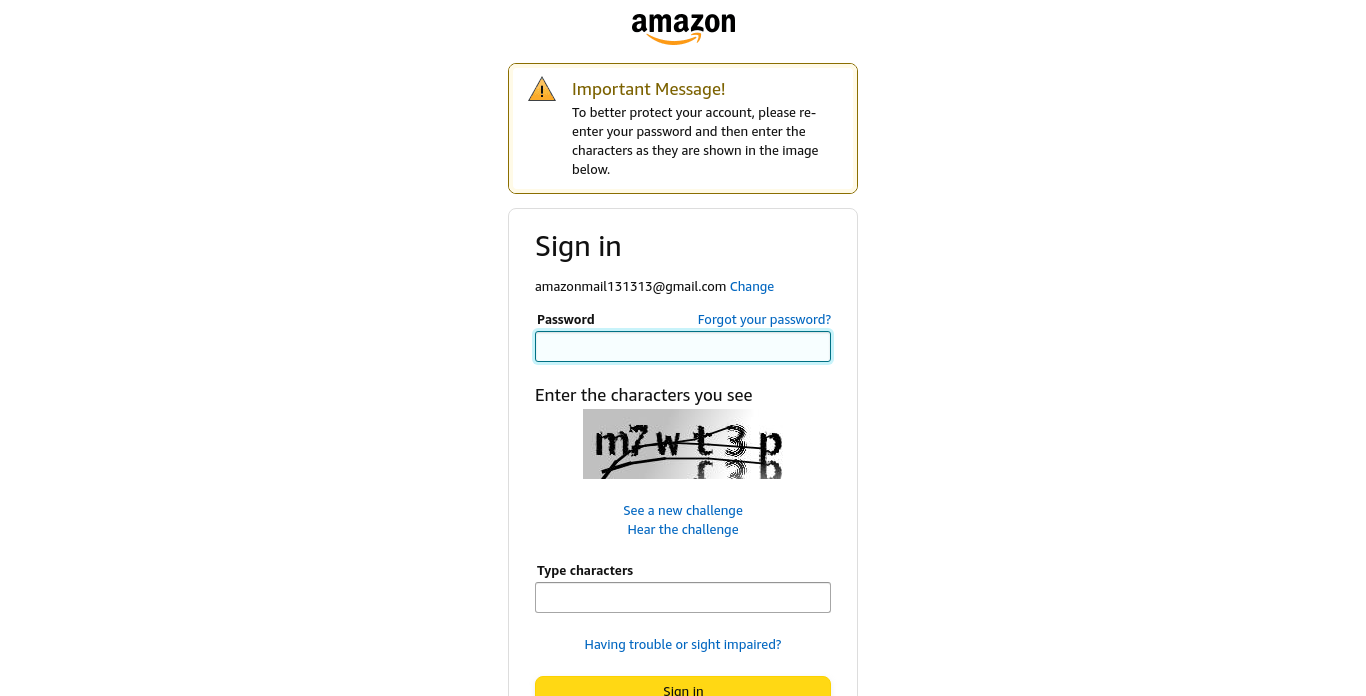 amazon
Important Message!
To better protect your account, please re-
enter your password and then enter the
characters as they are shown in the image
below.
Sign in
amazonmail131313@gmail.com Change
Password Forgot your password?
Enter the characters you see
m7wt3p
See a new challenge
Hear the challenge
Type characters
Having trouble or sight impaired?
Sign in